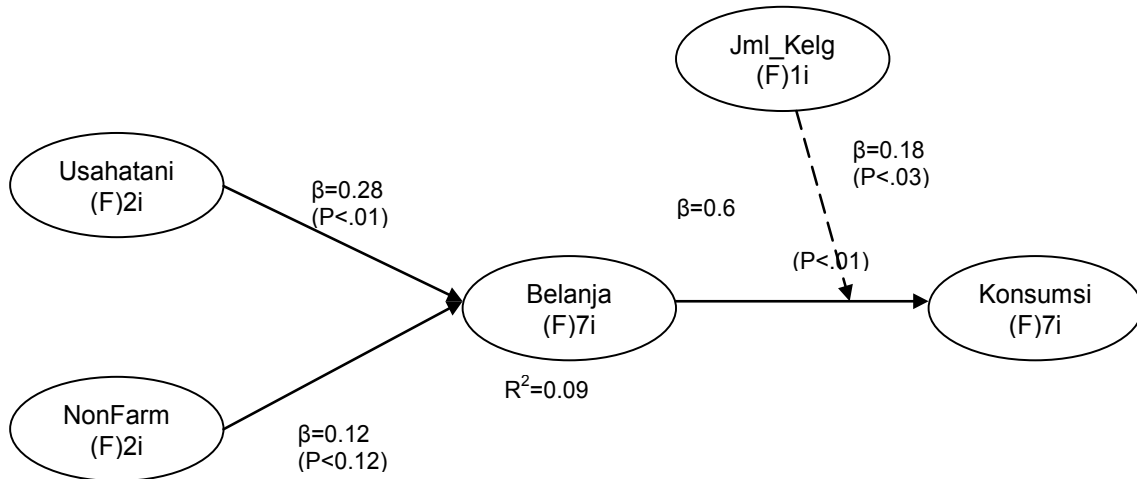 Jml_Kelg
(F)1i
Usahatani
(F)2i
β=0.28
(P<.01)
β=0.18
(P<.03)
β=0.6
(P<.01)
Belanja
(F)7i
Konsumsi
(F)7i
R²=0.09
NonFarm
(F)2i
β=0.12
(P<0.12)